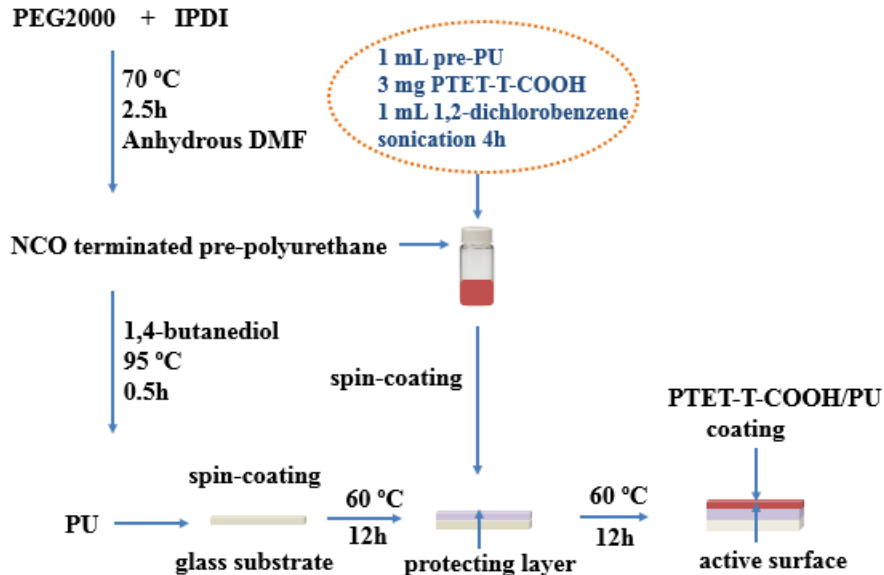 PEG2000 + IPDI
70 ºC
2.5h
Anhydrous DMF
1 mL pre-PU
3 mg PTET-T-COOH
1 mL 1,2-dichlorobenzene
sonication 4h
NCO terminated pre-polyurethane
1,4-butanediol
95 ºC
0.5h
spin-coating
PTET-T-COOH/PU
coating
spin-coating
PU
60 ºC
12h
60 ºC
12h
glass substrate
protecting layer
active surface